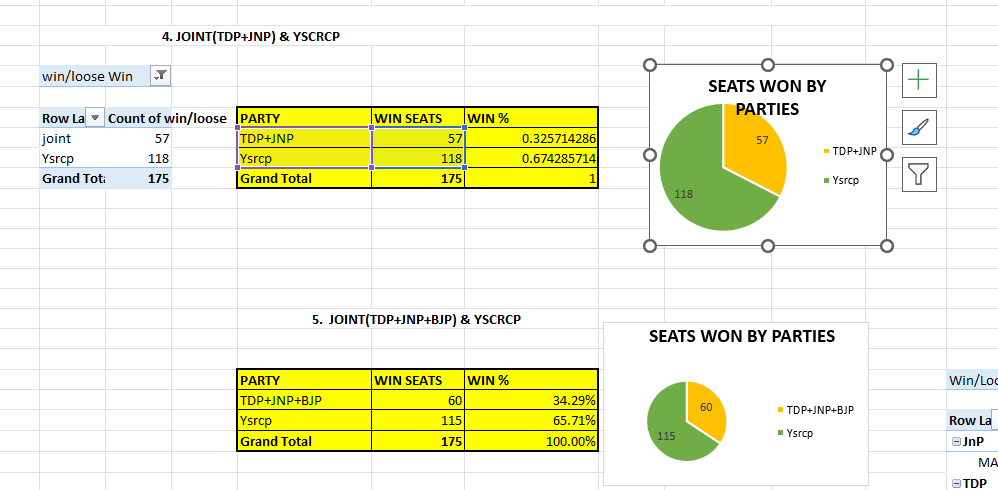 4. JOINT(TDP+JNP) & YSCRCP
win/loose Win
Row La Count of win/loose
joint 57
Ysrcp 118
Grand Tota 175
PARTY WIN SEATS WIN %
TDP+JNP 57 0.325714286
Ysrcp 118 0.674285714
Grand Total 175 1
SEATS WON BY
PARTIES
57
118
TDP+JNP
Ysrcp
5. JOINT(TDP+JNP+BJP) & YSCRCP
PARTY WIN SEATS WIN %
TDP+JNP+BJP 60 34.29%
Ysrcp 115 65.71%
Grand Total 175 100.00%
SEATS WON BY PARTIES
60
115
TDP+JNP+BJP
Ysrcp
Win/Loo
Row La
JnP
MA
TDP